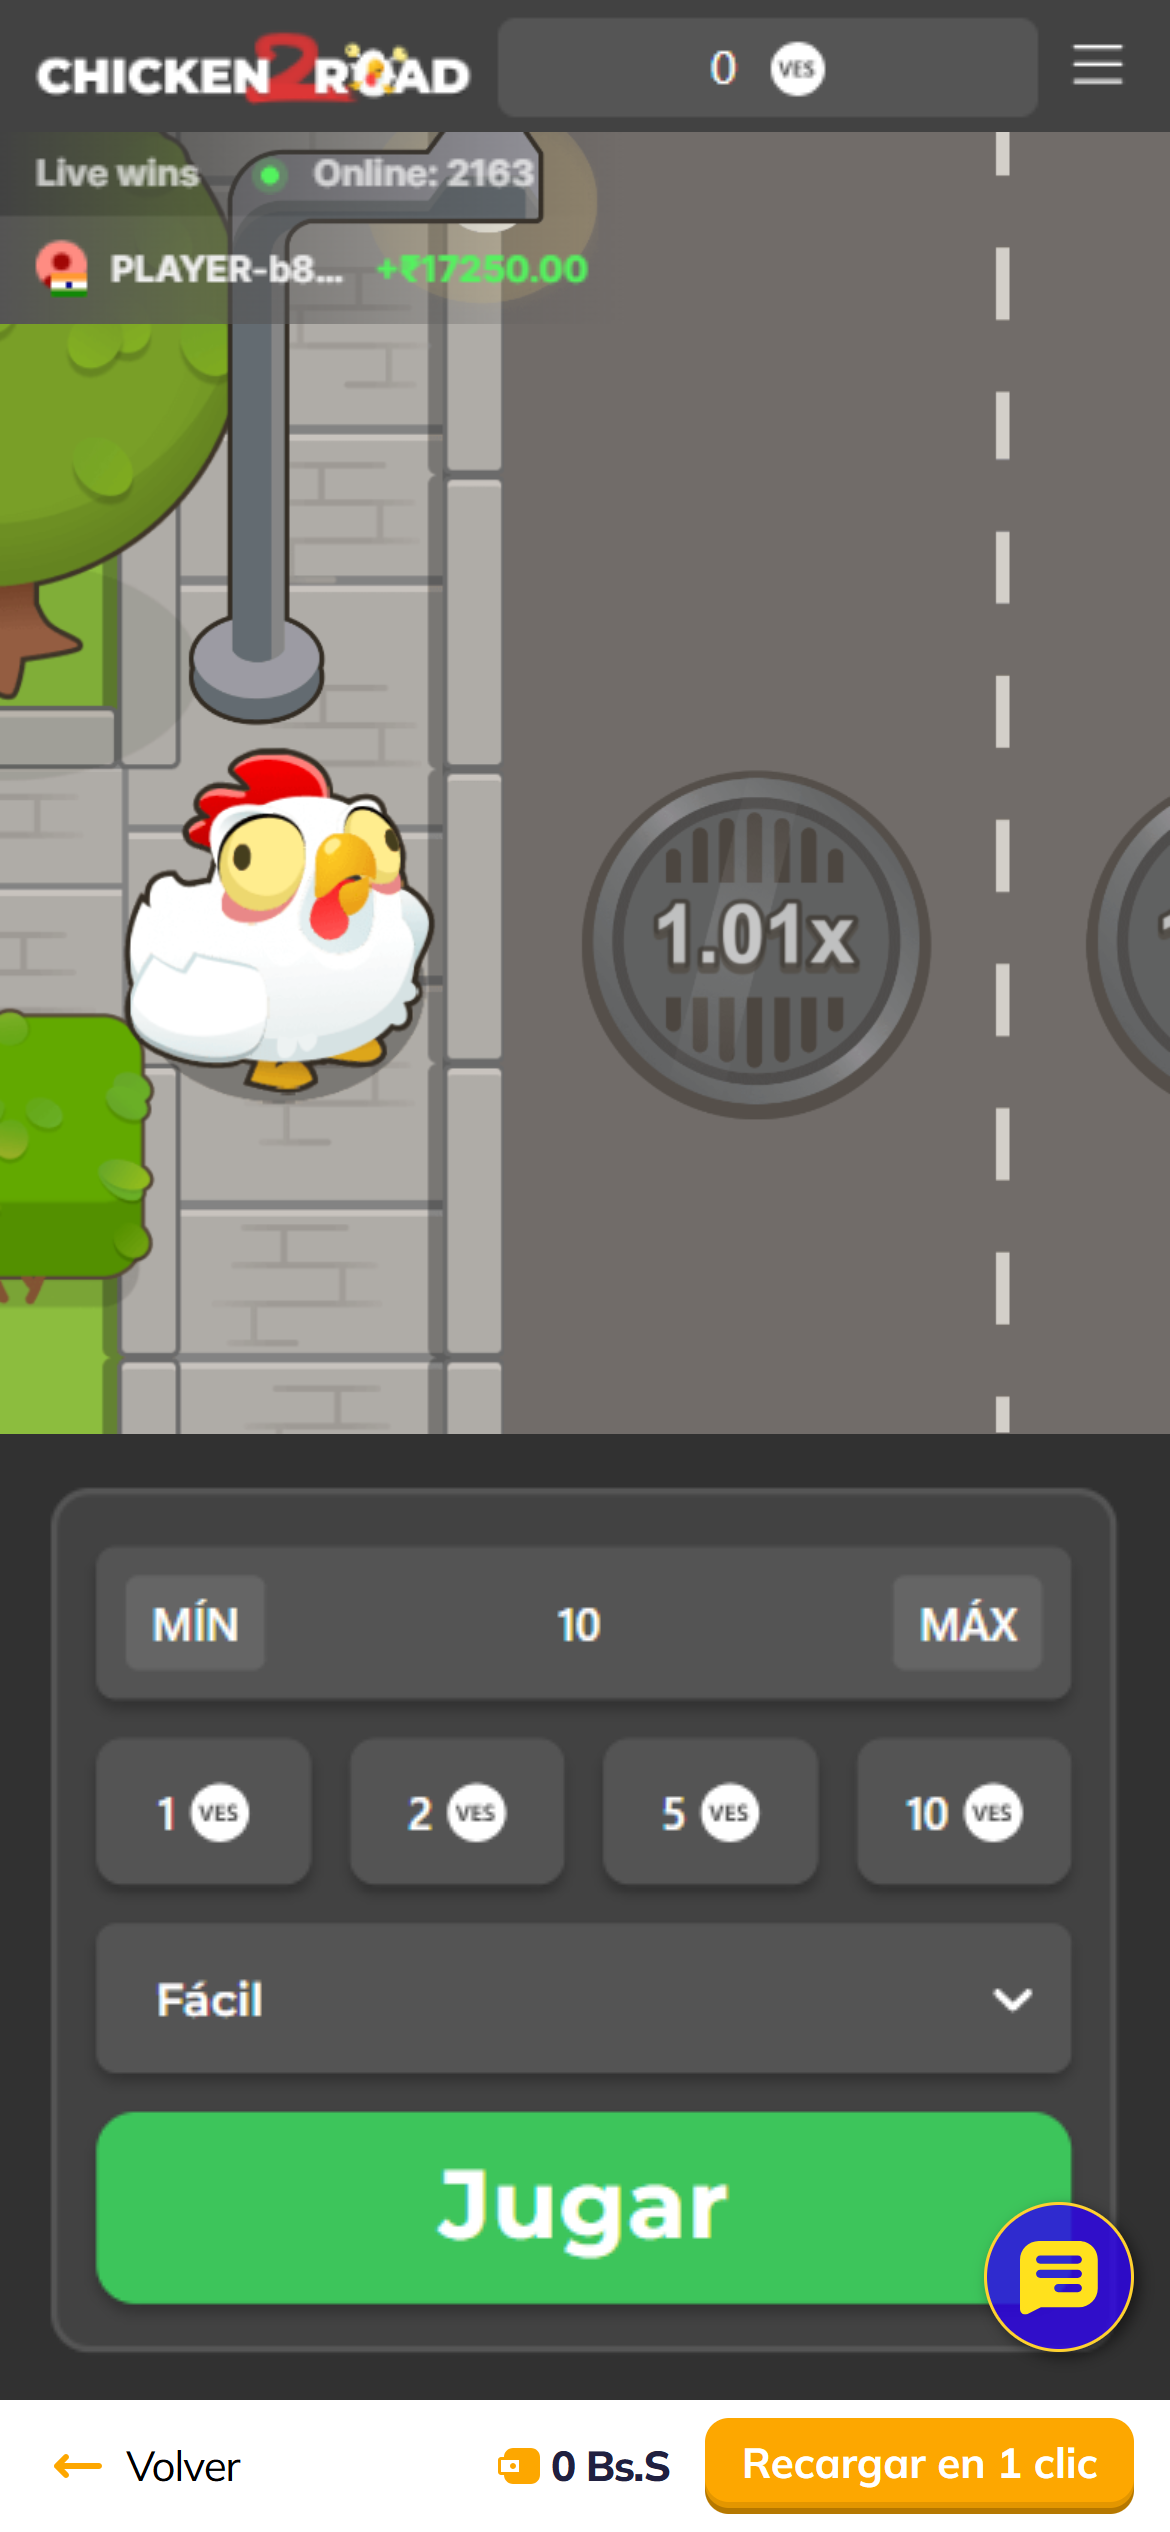 CHICKEN 2 ROAD
0 VES
Live wins Online: 2163
PLAYER-b8... +₹17250.00
1.01x
MÍN 10 MÁX
1 VES 2 VES 5 VES 10 VES
Fácil
Jugar
Volver 0 Bs.S Recargar en 1 clic